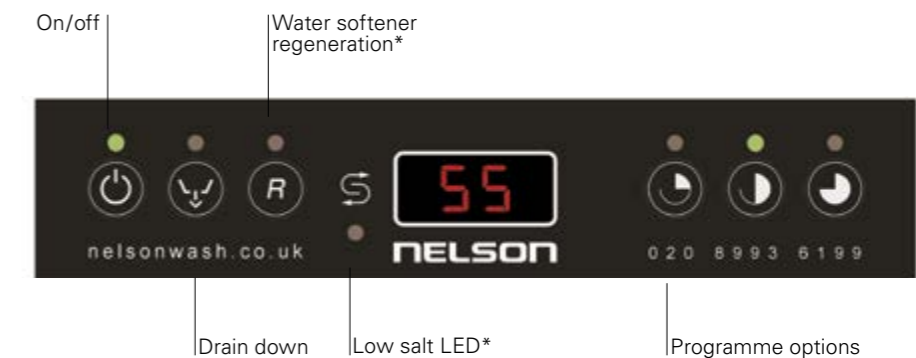 On/off
Water softener
regeneration*
R
55
nelsonwash.co.uk
NELSON
020 8993 6199
Drain down
Low salt LED*
Programme options